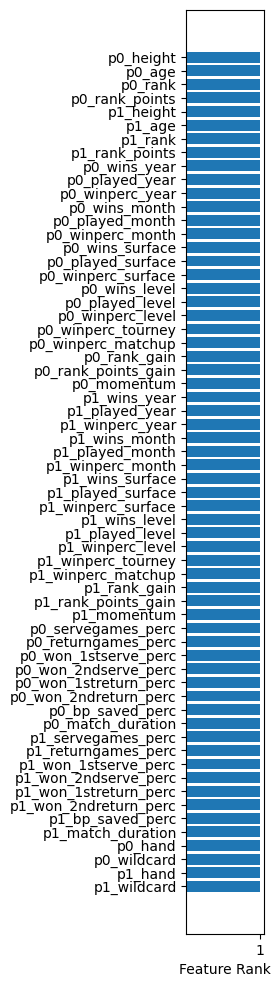 p0_height
p0_age
p0_rank
p0_rank_points
p1_height
p1_age
p1_rank
p1_rank_points
p0_wins_year
p0_played_year
p0_winperc_year
p0_wins_month
p0_played_month
p0_winperc_month
p0_wins_surface
p0_played_surface
p0_winperc_surface
p0_wins_level
p0_played_level
p0_winperc_level
p0_winperc_tourney
p0_winperc_matchup
p0_rank_gain
p0_rank_points_gain
p0_momentum
p1_wins_year
p1_played_year
p1_winperc_year
p1_wins_month
p1_played_month
p1_winperc_month
p1_wins_surface
p1_played_surface
p1_winperc_surface
p1_wins_level
p1_played_level
p1_winperc_level
p1_winperc_tourney
p1_winperc_matchup
p1_rank_gain
p1_rank_points_gain
p1_momentum
p0_servegames_perc
p0_returngames_perc
p0_won_1stserve_perc
p0_won_2ndserve_perc
p0_won_1streturn_perc
p0_won_2ndreturn_perc
p0_bp_saved_perc
p0_match_duration
p1_servegames_perc
p1_returngames_perc
p1_won_1stserve_perc
p1_won_2ndserve_perc
p1_won_1streturn_perc
p1_won_2ndreturn_perc
p1_bp_saved_perc
p1_match_duration
p0_hand
p0_wildcard
p1_hand
p1_wildcard
1
Feature Rank